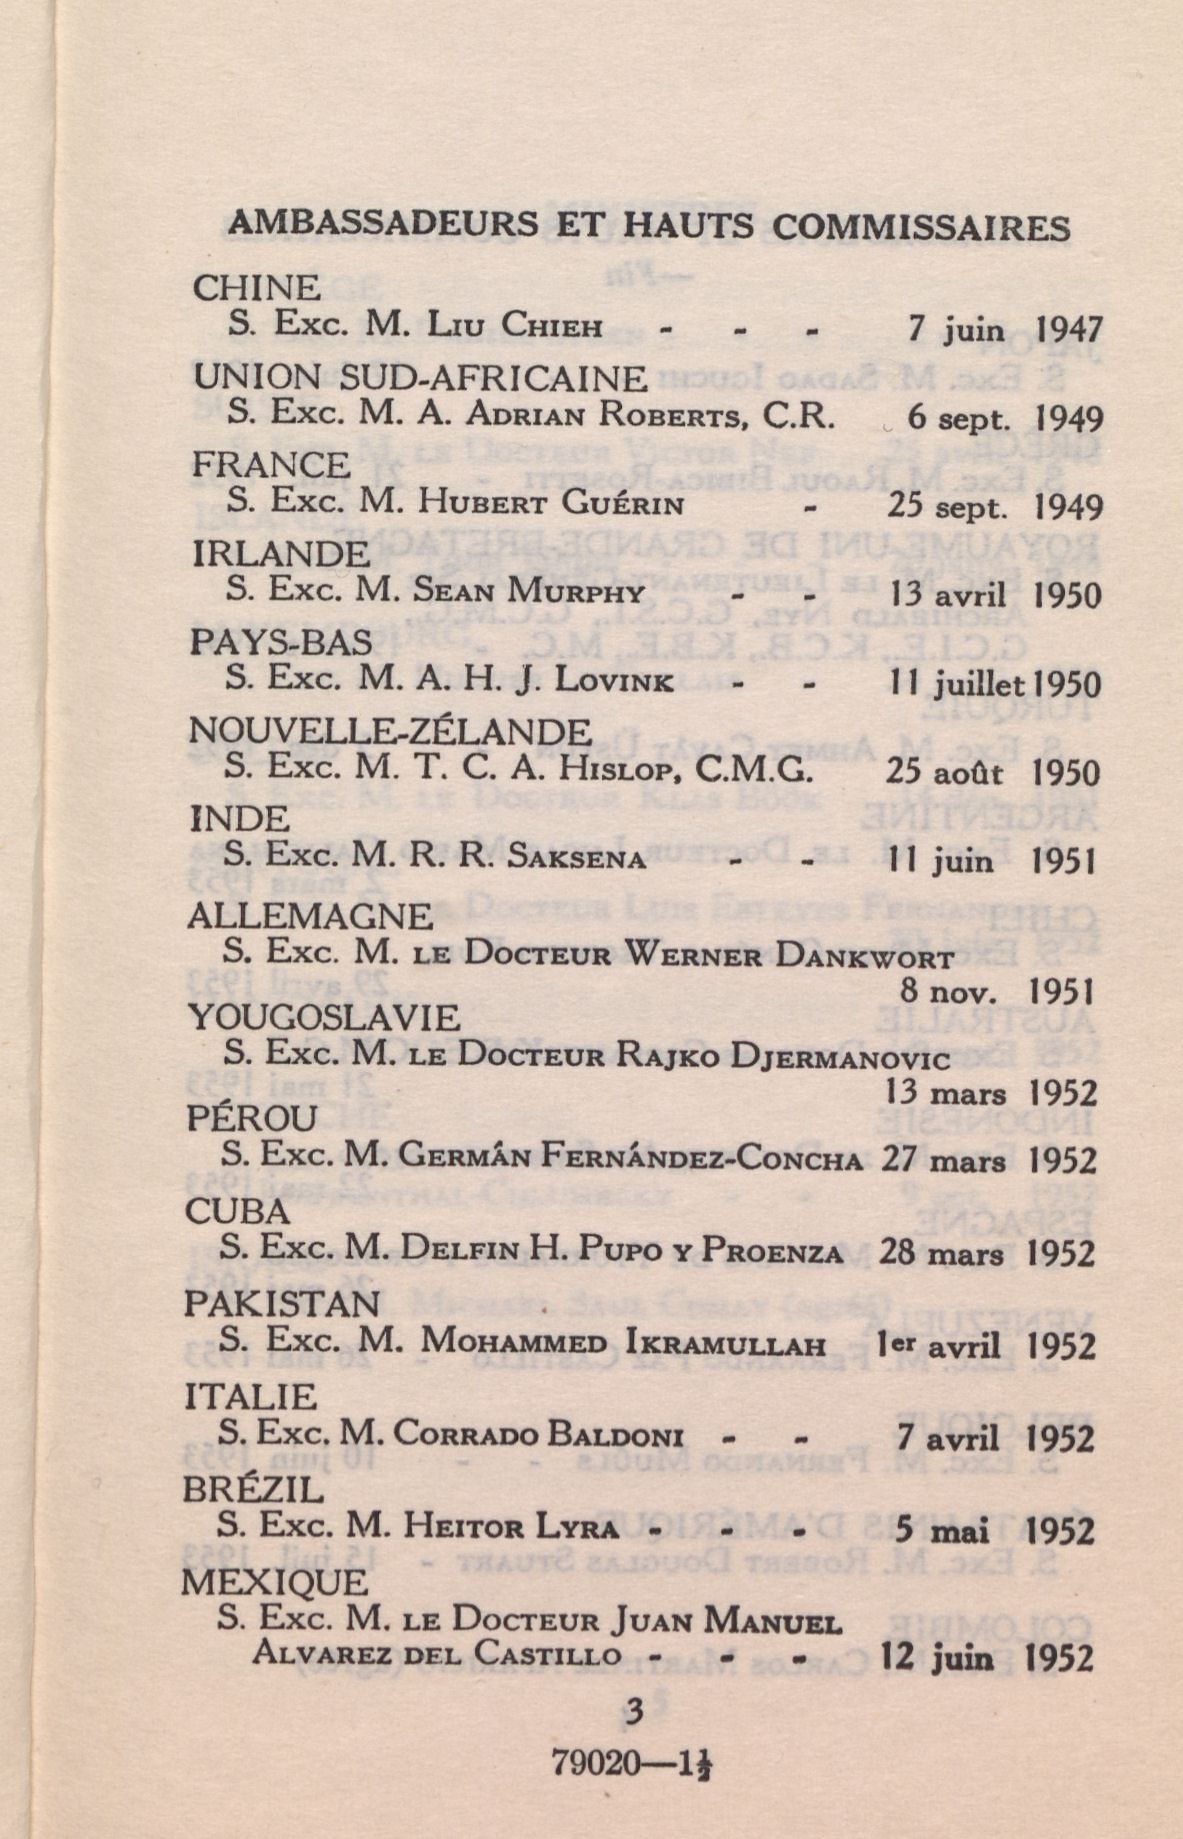 AMBASSADEURS ET HAUTS COMMISSAIRES
CHINE
S. Exc. M. Liu Chieh - - - 7 juin 1947
UNION SUD-AFRICAINE
S. Exc. M. A. Adrian Roberts, C.R. 6 sept. 1949
FRANCE
S. Exc. M. Hubert Guérin - 25 sept. 1949
IRLANDE
S. Exc. M. Sean Murphy - - 13 avril 1950
PAYS-BAS
S. Exc. M. A. H. J. Lovink - - 11 juillet 1950
NOUVELLE-ZÉLANDE
S. Exc. M. T. C. A. Hislop, C.M.G. 25 août 1950
INDE
S. Exc. M. R. R. Saksena - - 11 juin 1951
ALLEMAGNE
S. Exc. M. le Docteur Werner Dankwort
8 nov. 1951
YOUGOSLAVIE
S. Exc. M. le Docteur Rajko Djermanovic
13 mars 1952
PÉROU
S. Exc. M. Germán Fernández-Concha 27 mars 1952
CUBA
S. Exc. M. Delfin H. Pupo y Proenza 28 mars 1952
PAKISTAN
S. Exc. M. Mohammed Ikramullah 1er avril 1952
ITALIE
S. Exc. M. Corrado Baldoni - - 7 avril 1952
BRÉZIL
S. Exc. M. Heitor Lyra - - - 5 mai 1952
MEXIQUE
S. Exc. M. le Docteur Juan Manuel
Alvarez del Castillo - - - 12 juin 1952
3
79020—1½